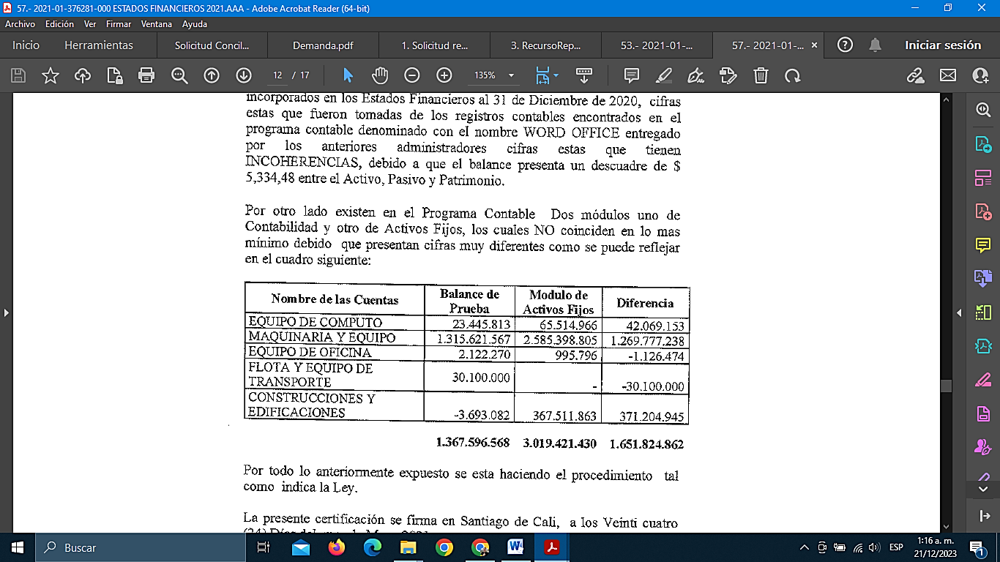 57.- 2021-01-376281-000 ESTADOS FINANCIEROS 2021.AAA - Adobe Acrobat Reader (64-bit)
Archivo Edición Ver Firmar Ventana Ayuda
Inicio Herramientas Solicitud Concil... Demanda.pdf 1. Solicitud re... 3. RecursoRep... 53.- 2021-01-... 57.- 2021-01-... × Iniciar sesión
12 / 17 135%
incorporados en los Estados Financieros al 31 de Diciembre de 2020, cifras
estas que fueron tomadas de los registros contables encontrados en el
programa contable denominado con el nombre WORD OFFICE entregado
por los anteriores administradores cifras estas que tienen
INCOHERENCIAS, debido a que el balance presenta un descuadre de $
5,334,48 entre el Activo, Pasivo y Patrimonio.
Por otro lado existen en el Programa Contable Dos módulos uno de
Contabilidad y otro de Activos Fijos, los cuales NO coinciden en lo mas
mínimo debido que presentan cifras muy diferentes como se puede reflejar
en el cuadro siguiente:
Nombre de las Cuentas Balance de Prueba Modulo de Activos Fijos Diferencia
EQUIPO DE COMPUTO 23.445.813 65.514.966 42.069.153
MAQUINARIA Y EQUIPO 1.315.621.567 2.585.398.805 1.269.777.238
EQUIPO DE OFICINA 2.122.270 995.796 -1.126.474
FLOTA Y EQUIPO DE
TRANSPORTE 30.100.000 - -30.100.000
CONSTRUCCIONES Y
EDIFICACIONES -3.693.082 367.511.863 371.204.945
1.367.596.568 3.019.421.430 1.651.824.862
Por todo lo anteriormente expuesto se esta haciendo el procedimiento tal
como indica la Ley.
La presente certificación se firma en Santiago de Cali, a los Veinti cuatro
Buscar
ESP
1:16 a. m.
21/12/2023
1